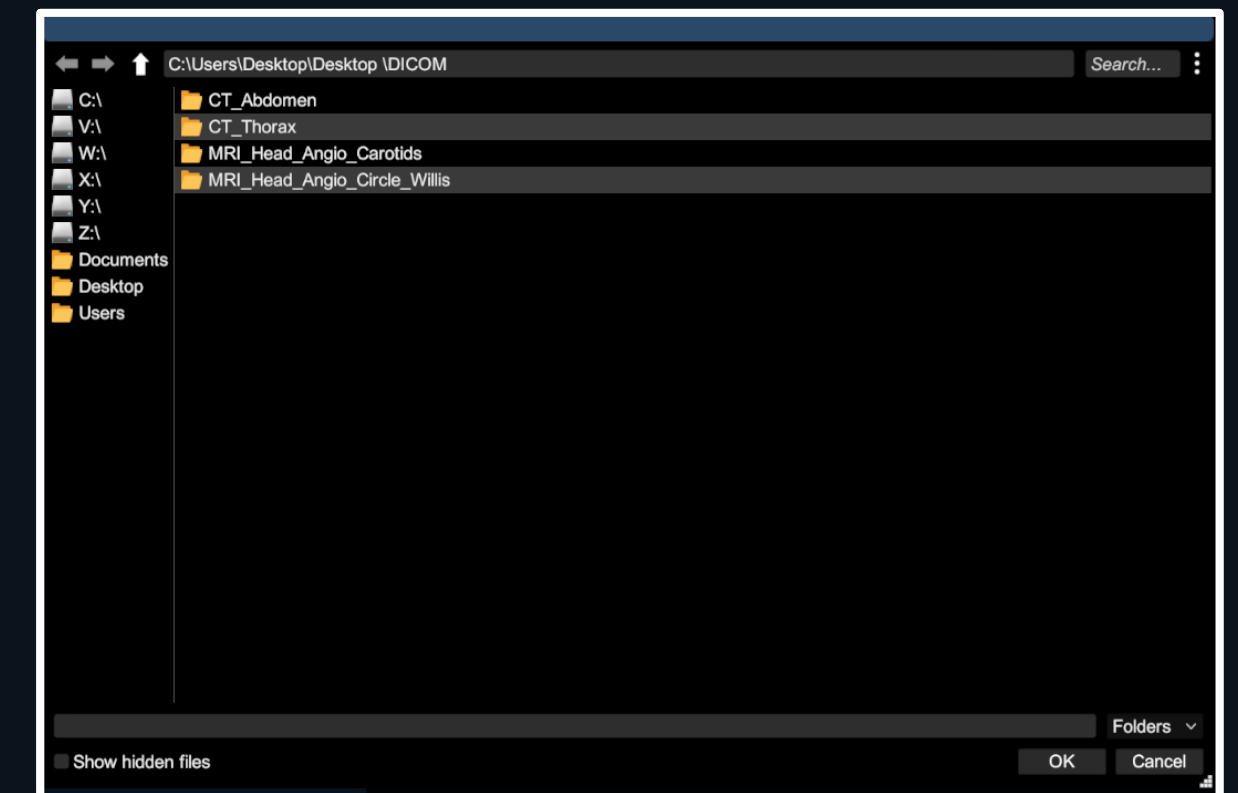 C:\Users\Desktop\Desktop \DICOM
Search...
C:\
V:\
W:\
X:\
Y:\
Z:\
Documents
Desktop
Users
CT_Abdomen
CT_Thorax
MRI_Head_Angio_Carotids
MRI_Head_Angio_Circle_Willis
Folders
Show hidden files
OK
Cancel